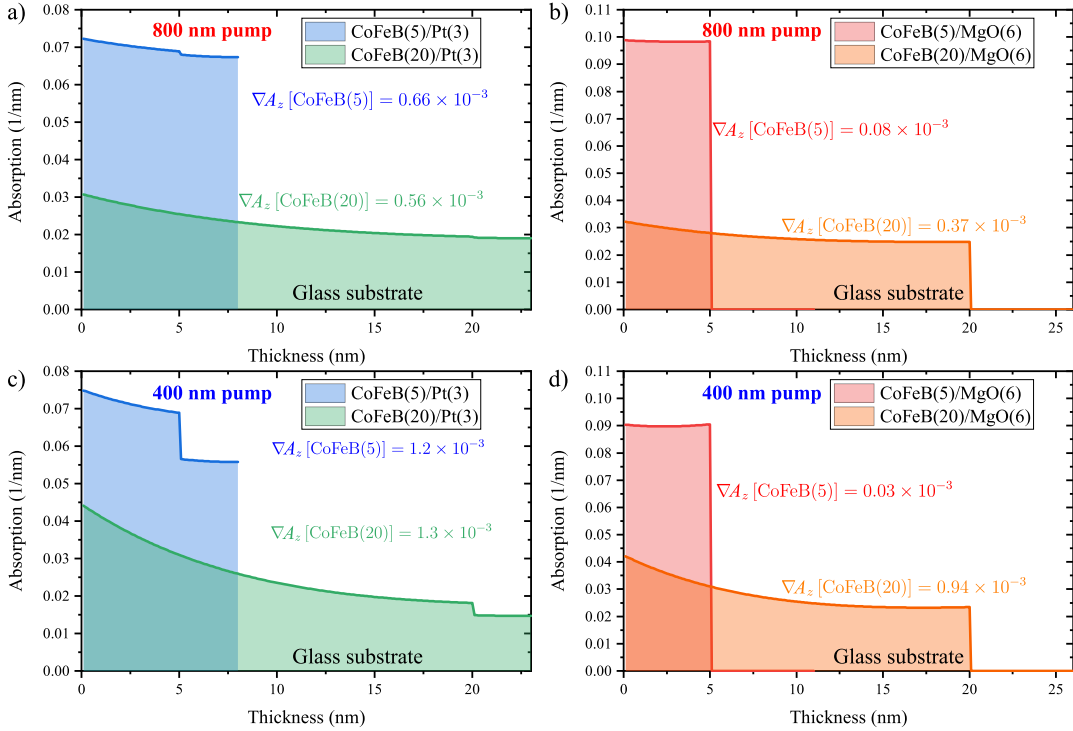 a)
800 nm pump
CoFeB(5)/Pt(3)
CoFeB(20)/Pt(3)
∇A_z [CoFeB(5)] = 0.66 × 10⁻³
∇A_z [CoFeB(20)] = 0.56 × 10⁻³
Glass substrate
Absorption (1/nm)
0.08
0.07
0.06
0.05
0.04
0.03
0.02
0.01
0.00
0 5 10 15 20
Thickness (nm)
b)
800 nm pump
CoFeB(5)/MgO(6)
CoFeB(20)/MgO(6)
∇A_z [CoFeB(5)] = 0.08 × 10⁻³
∇A_z [CoFeB(20)] = 0.37 × 10⁻³
Glass substrate
Absorption (1/nm)
0.11
0.10
0.09
0.08
0.07
0.06
0.05
0.04
0.03
0.02
0.01
0.00
0 5 10 15 20 25
Thickness (nm)
c)
400 nm pump
CoFeB(5)/Pt(3)
CoFeB(20)/Pt(3)
∇A_z [CoFeB(5)] = 1.2 × 10⁻³
∇A_z [CoFeB(20)] = 1.3 × 10⁻³
Glass substrate
Absorption (1/nm)
0.08
0.07
0.06
0.05
0.04
0.03
0.02
0.01
0.00
0 5 10 15 20
Thickness (nm)
d)
400 nm pump
CoFeB(5)/MgO(6)
CoFeB(20)/MgO(6)
∇A_z [CoFeB(5)] = 0.03 × 10⁻³
∇A_z [CoFeB(20)] = 0.94 × 10⁻³
Glass substrate
Absorption (1/nm)
0.11
0.10
0.09
0.08
0.07
0.06
0.05
0.04
0.03
0.02
0.01
0.00
0 5 10 15 20 25
Thickness (nm)